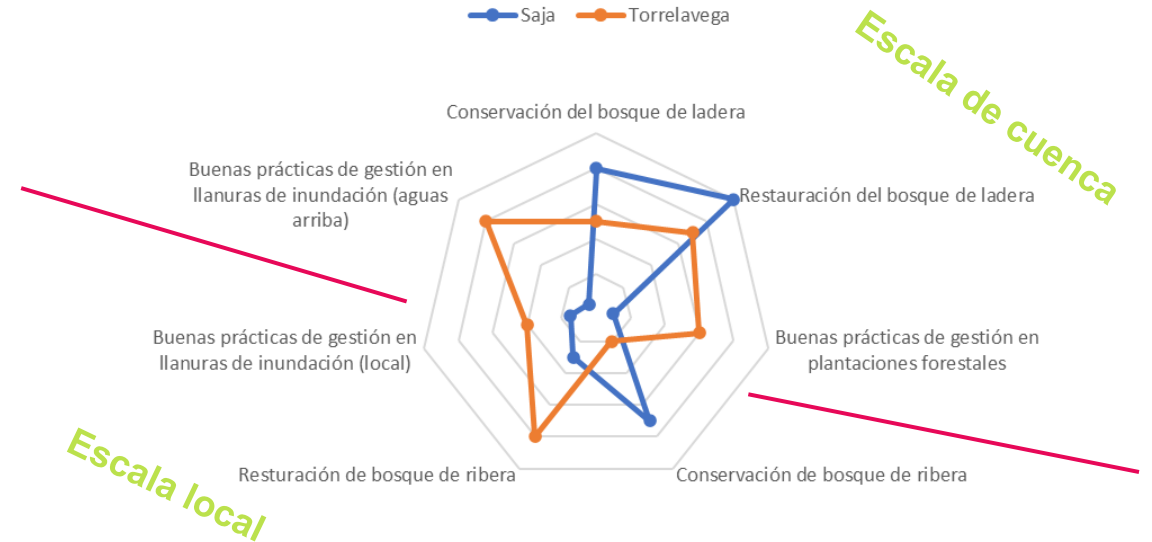 Saja
Torrelavega
Escala de cuenca
Conservación del bosque de ladera
Buenas prácticas de gestión en
llanuras de inundación (aguas
arriba)
Restauración del bosque de ladera
Buenas prácticas de gestión en
llanuras de inundación (local)
Buenas prácticas de gestión en
plantaciones forestales
Resturación de bosque de ribera
Conservación de bosque de ribera
Escala local